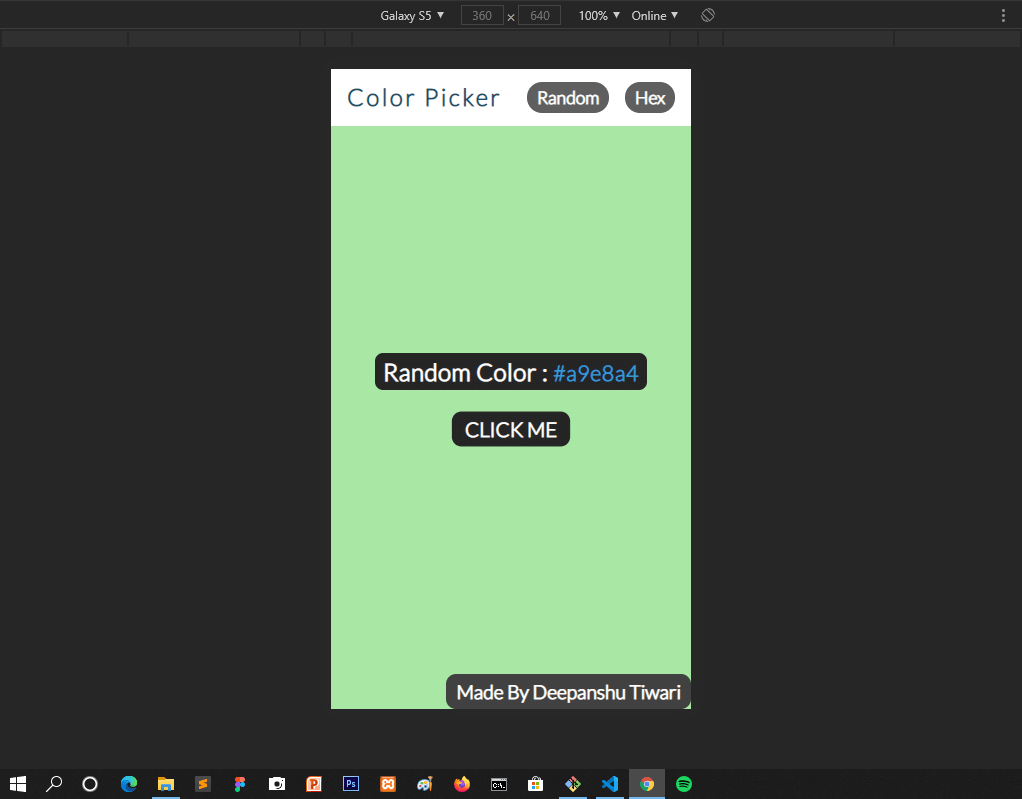 Galaxy S5 ▼ 360 × 640 100% ▼ Online ▼
Color Picker Random Hex
Random Color : #a9e8a4
CLICK ME
Made By Deepanshu Tiwari